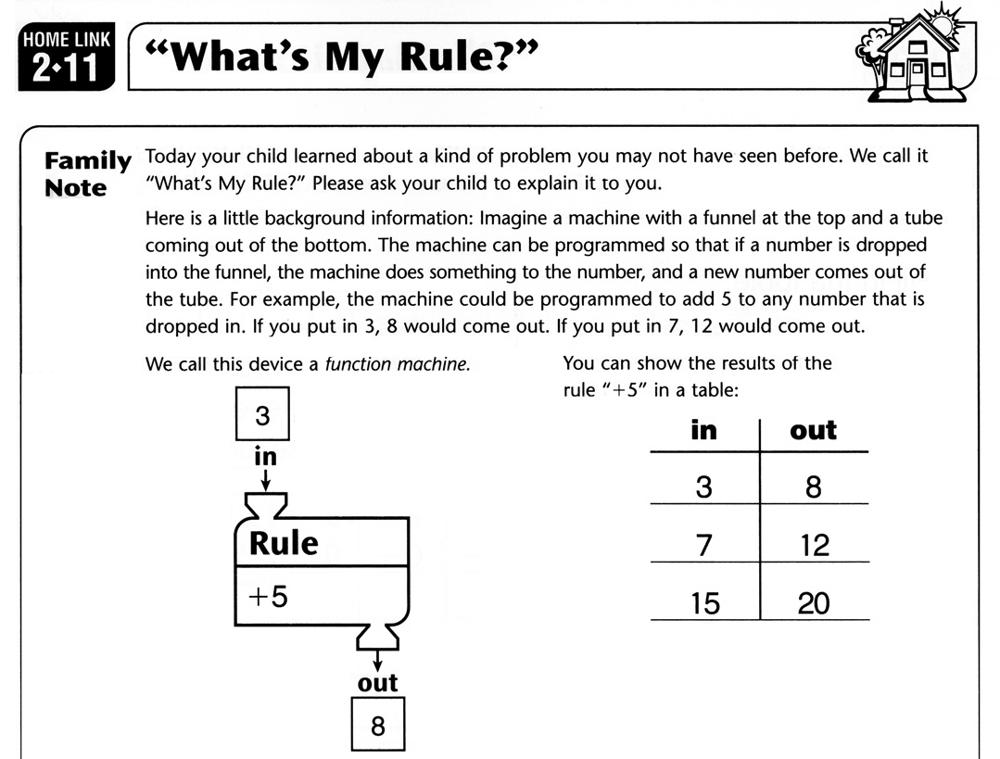 HOME LINK
2◆11
“What’s My Rule?”
Family
Note
Today your child learned about a kind of problem you may not have seen before. We call it
“What’s My Rule?” Please ask your child to explain it to you.
Here is a little background information: Imagine a machine with a funnel at the top and a tube
coming out of the bottom. The machine can be programmed so that if a number is dropped
into the funnel, the machine does something to the number, and a new number comes out of
the tube. For example, the machine could be programmed to add 5 to any number that is
dropped in. If you put in 3, 8 would come out. If you put in 7, 12 would come out.
We call this device a function machine.
3
in
Rule
+5
out
8
You can show the results of the
rule “+5” in a table:
in out
3 8
7 12
15 20